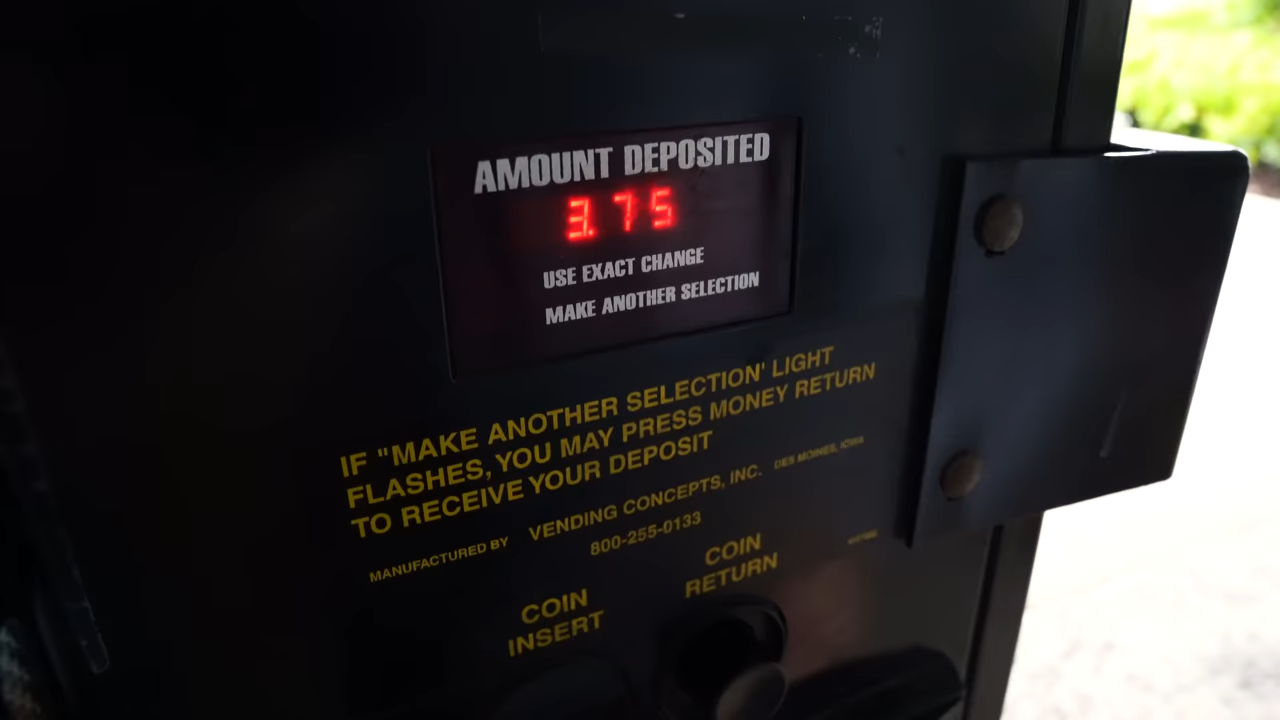 AMOUNT DEPOSITED
3.75
USE EXACT CHANGE
MAKE ANOTHER SELECTION
IF "MAKE ANOTHER SELECTION' LIGHT
FLASHES, YOU MAY PRESS MONEY RETURN
TO RECEIVE YOUR DEPOSIT
MANUFACTURED BY VENDING CONCEPTS, INC. DES MOINES, IOWA
800-255-0133
COIN
RETURN
COIN
INSERT